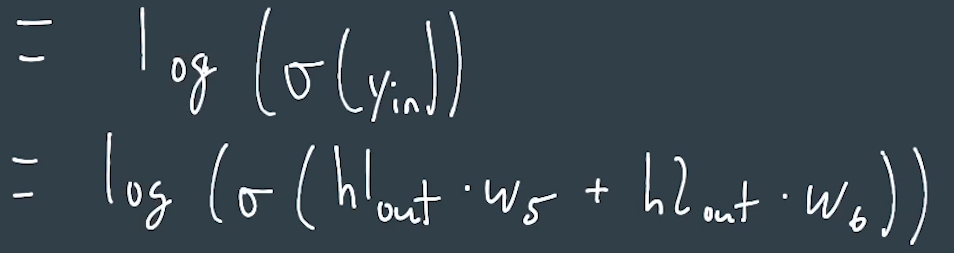 = log (σ(y_in))
= log (σ(h1_out · w_5 + h2_out · w_6))